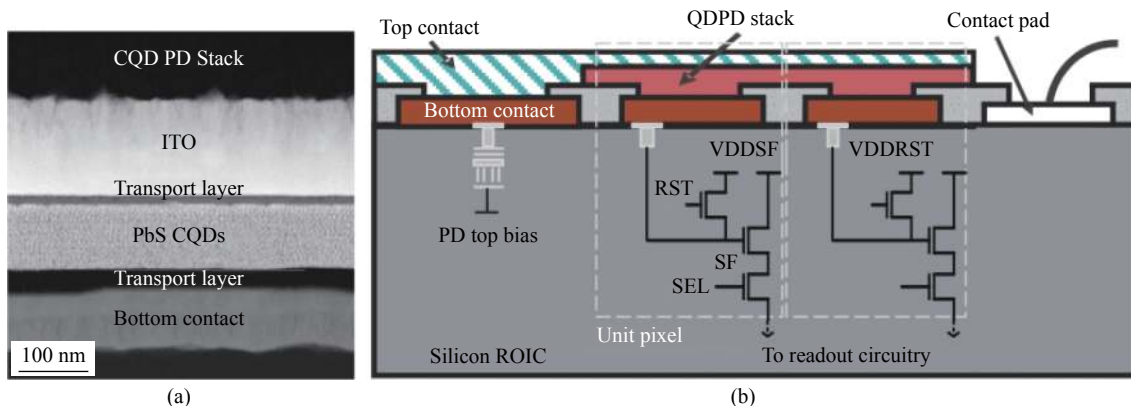 CQD PD Stack
ITO
Transport layer
PbS CQDs
Transport layer
Bottom contact
100 nm
(a)
Top contact
QDPD stack
Contact pad
Bottom contact
VDDSF
VDDRST
RST
PD top bias
SF
SEL
Unit pixel
Silicon ROIC
To readout circuitry
(b)